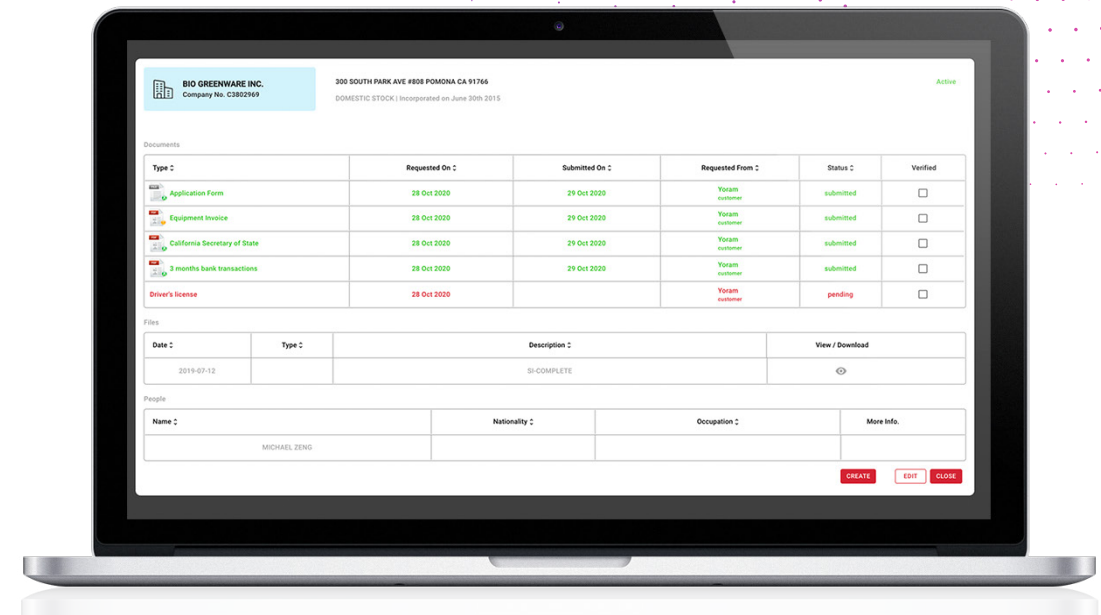 BIO GREENWARE INC.
Company No. C3802969
300 SOUTH PARK AVE #808 POMONA CA 91766
DOMESTIC STOCK | Incorporated on June 30th 2015
Active
Documents
Type Requested On Submitted On Requested From Status Verified
Application Form 28 Oct 2020 29 Oct 2020 Yoram customer submitted
Equipment Invoice 28 Oct 2020 29 Oct 2020 Yoram customer submitted
California Secretary of State 28 Oct 2020 29 Oct 2020 Yoram customer submitted
3 months bank transactions 28 Oct 2020 29 Oct 2020 Yoram customer submitted
Driver's license 28 Oct 2020 Yoram customer pending
Files
Date Type Description View / Download
2019-07-12 SI-COMPLETE
People
Name Nationality Occupation More Info.
MICHAEL ZENG
CREATE EDIT CLOSE